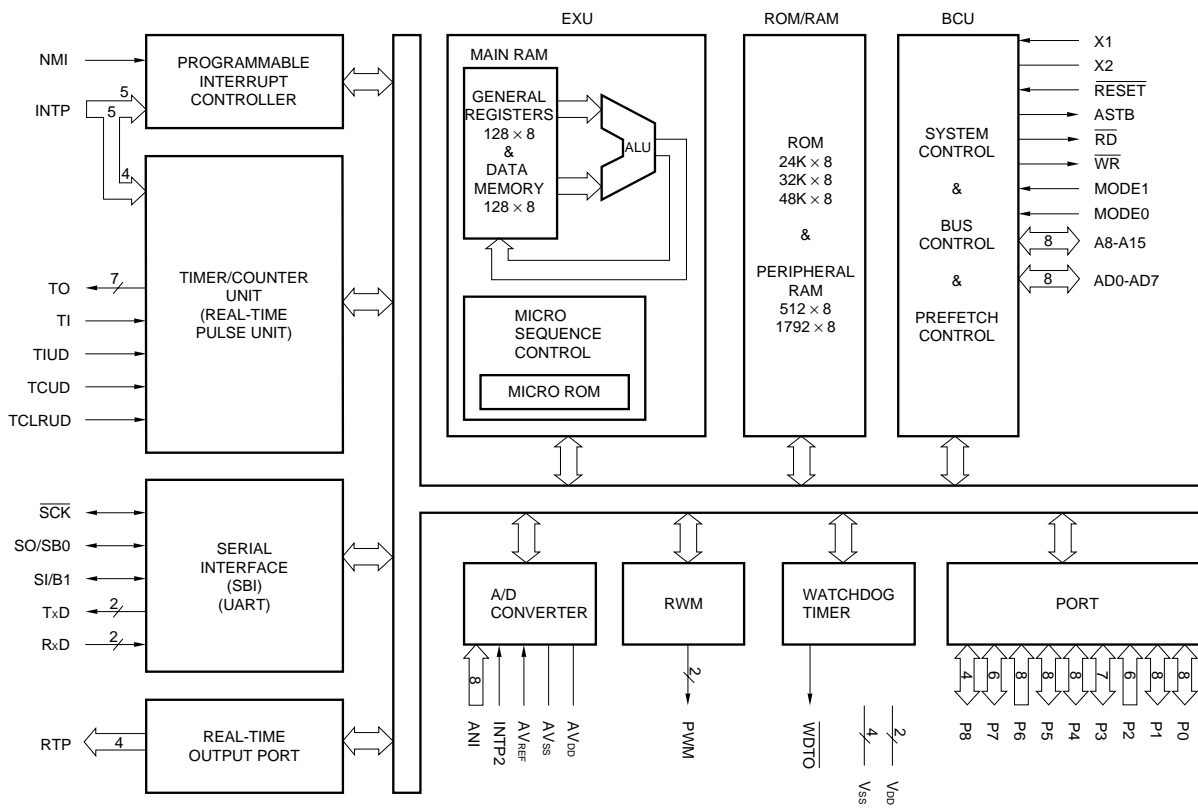 EXU
ROM/RAM
BCU
NMI
INTP
5
5
4
PROGRAMMABLE
INTERRUPT
CONTROLLER
TO
7
TI
TIUD
TCUD
TCLRUD
TIMER/COUNTER
UNIT
(REAL-TIME
PULSE UNIT)
SCK
SO/SB0
SI/B1
TxD
2
RxD
2
SERIAL
INTERFACE
(SBI)
(UART)
RTP
4
REAL-TIME
OUTPUT PORT
MAIN RAM
GENERAL
REGISTERS
128 × 8
&
DATA
MEMORY
128 × 8
ALU
MICRO
SEQUENCE
CONTROL
MICRO ROM
ROM
24K × 8
32K × 8
48K × 8
&
PERIPHERAL
RAM
512 × 8
1792 × 8
SYSTEM
CONTROL
&
BUS
CONTROL
&
PREFETCH
CONTROL
X1
X2
RESET
ASTB
RD
WR
MODE1
MODE0
8
A8-A15
8
AD0-AD7
A/D
CONVERTER
8
ANI
INTP2
AVREF
AVSS
AVDD
RWM
2
PWM
WATCHDOG
TIMER
WDTO
4
VSS
2
VDD
PORT
4
6
8
8
8
7
6
8
8
P8
P7
P6
P5
P4
P3
P2
P1
P0